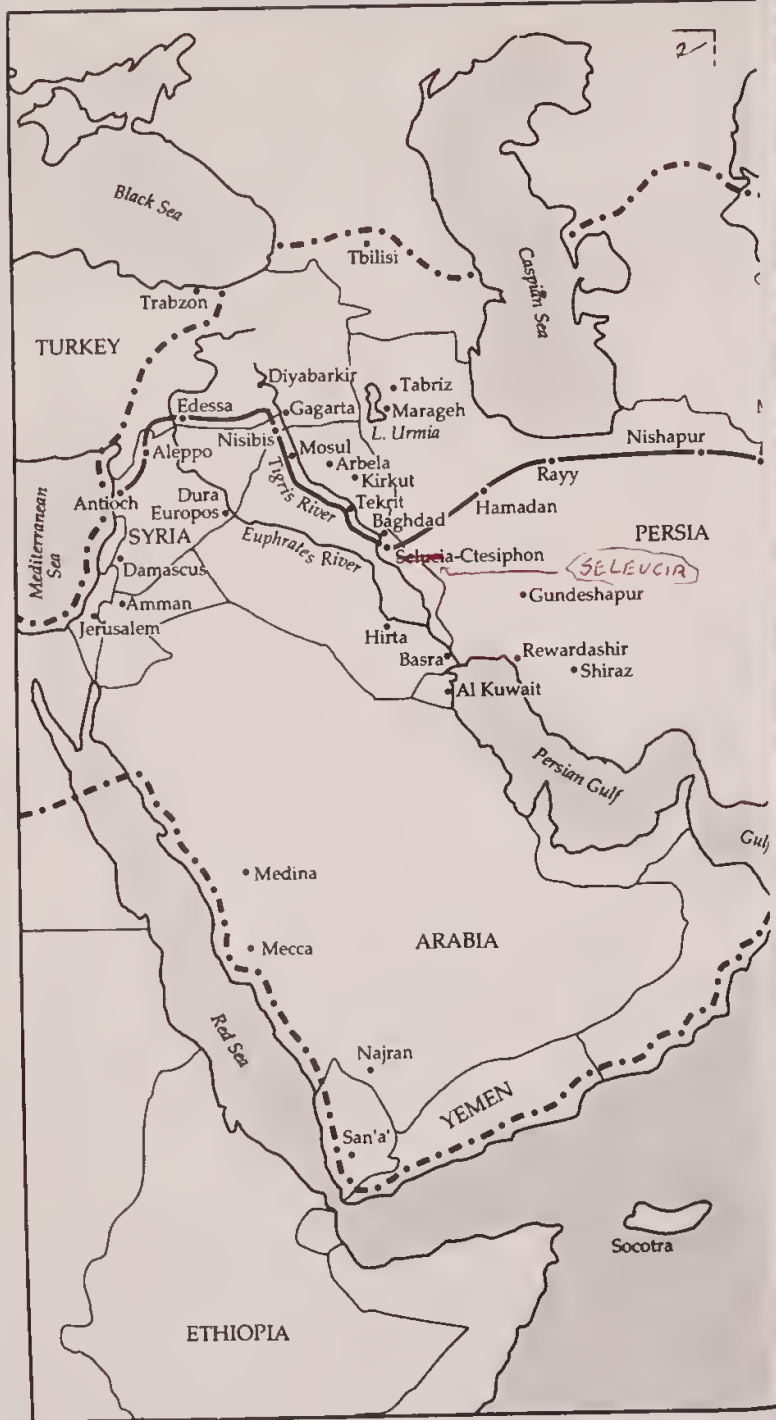 2
Black Sea
Tbilisi
Caspian Sea
Trabzon
TURKEY
Diyabarkir
Tabriz
Edessa
Gagarta
Marageh
L. Urmia
Nishapur
Aleppo
Nisibis
Mosul
Arbela
Kirkut
Rayy
Antioch
Dura
Europos
Tigris River
Tekrit
Hamadan
Mediterranean
Sea
SYRIA
Euphrates River
Baghdad
PERSIA
Selucia-Ctesiphon
SELEUCIA
Damascus
Gundeshapur
Amman
Jerusalem
Hirta
Basra
Rewardashir
Shiraz
Al Kuwait
Persian Gulf
Gulf
Medina
Mecca
ARABIA
Red Sea
Najran
YEMEN
San'a'
Socotra
ETHIOPIA